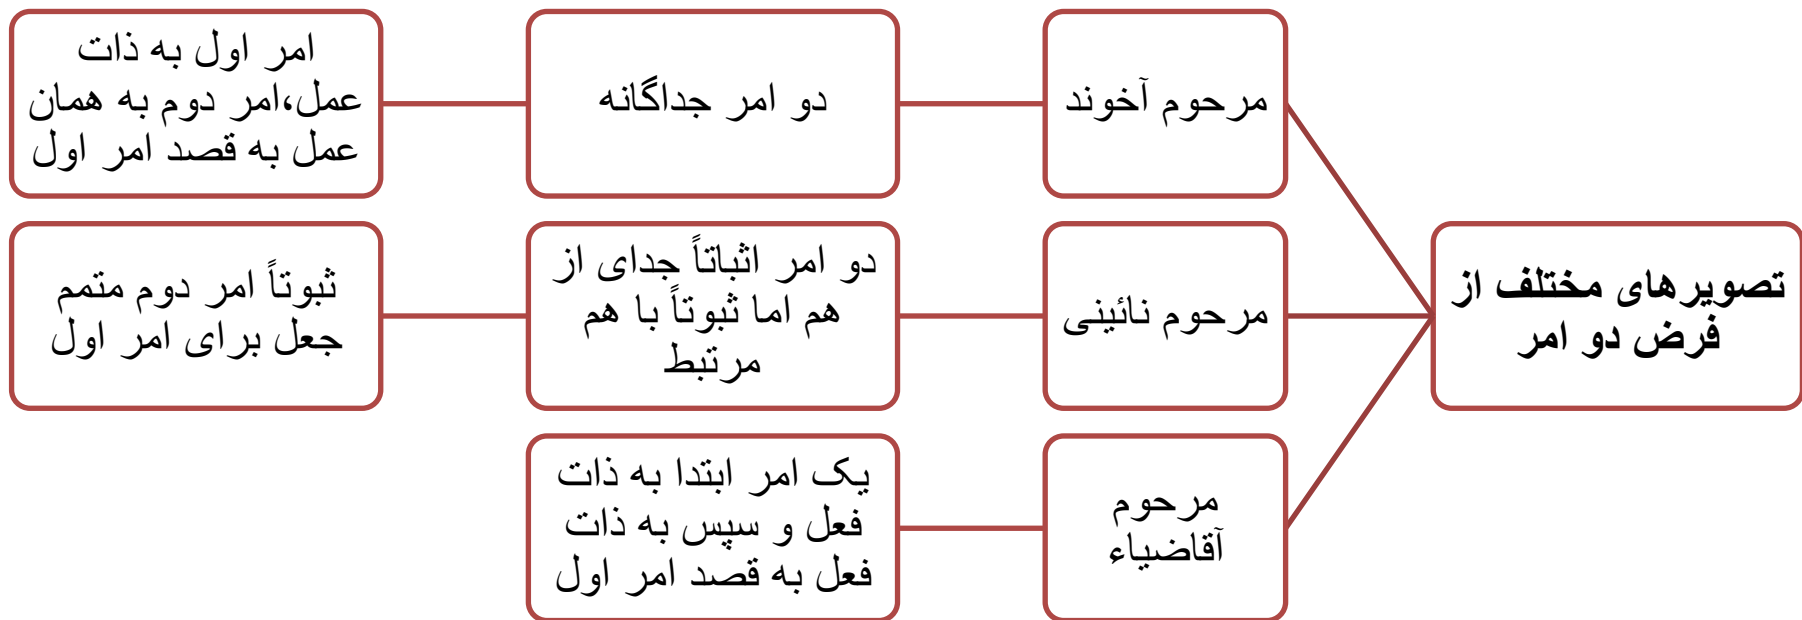 تصویرهای مختلف از
فرض دو امر
مرحوم آخوند
دو امر جداگانه
امر اول به ذات
عمل،امر دوم به همان
عمل به قصد امر اول
مرحوم نائینی
دو امر اثباتاً جدای از
هم اما ثبوتاً با هم
مرتبط
ثبوتاً امر دوم متمم
جعل برای امر اول
مرحوم
آقاضیاء
یک امر ابتدا به ذات
فعل و سپس به ذات
فعل به قصد امر اول